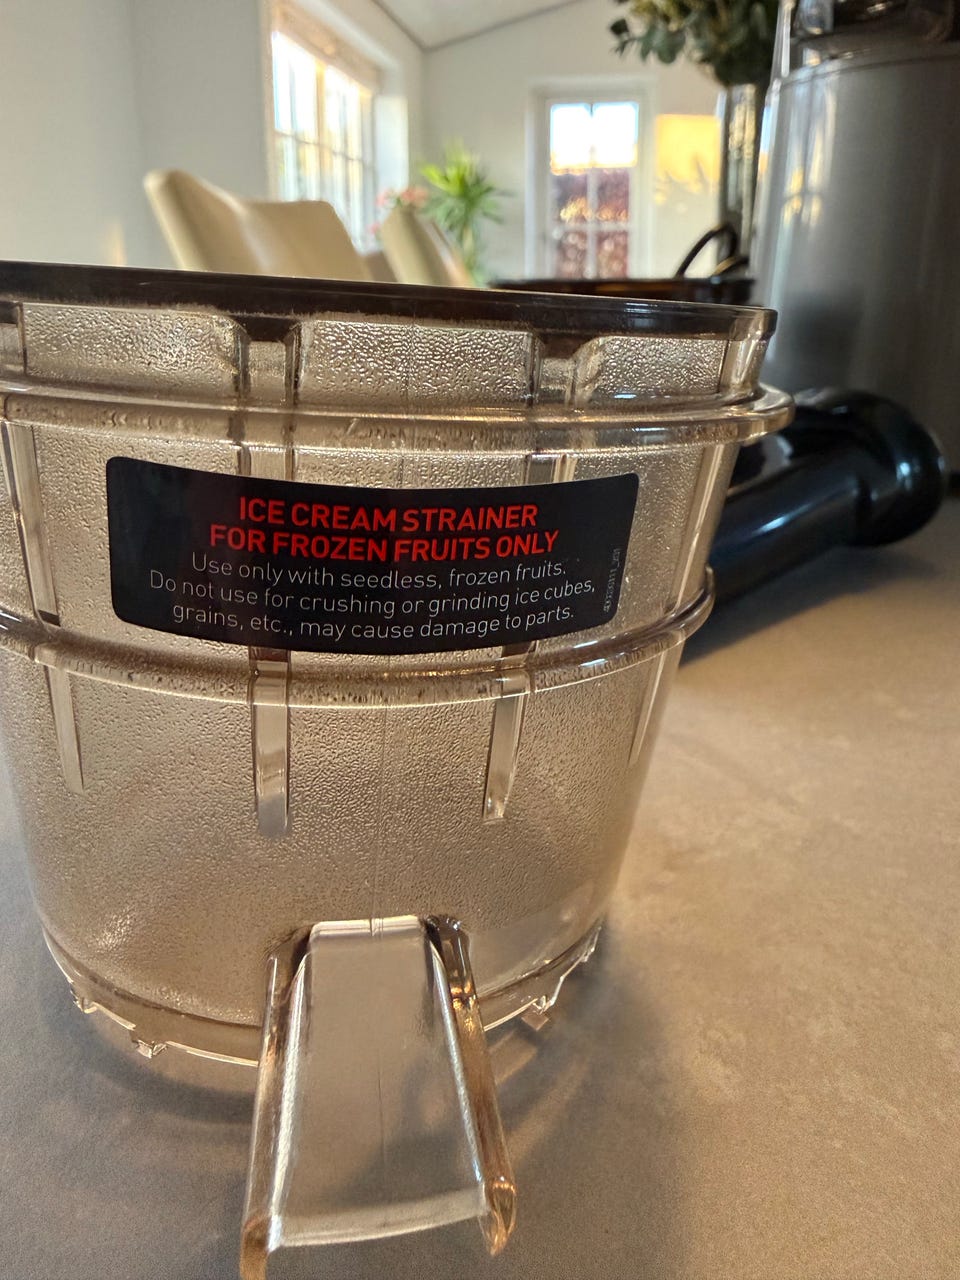 ICE CREAM STRAINER
FOR FROZEN FRUITS ONLY
Use only with seedless, frozen fruits.
Do not use for crushing or grinding ice cubes,
grains, etc., may cause damage to parts.